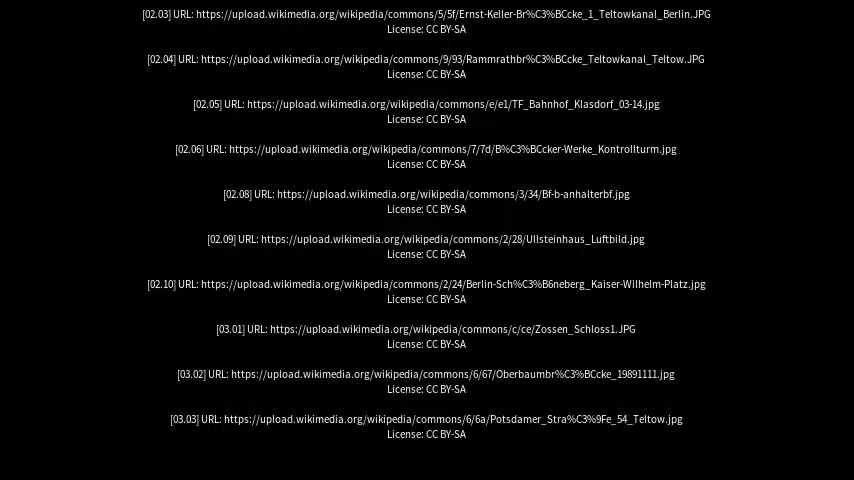 [02.03] URL: https://upload.wikimedia.org/wikipedia/commons/5/5f/Ernst-Keller-Br%C3%BCcke_1_Teltowkanal_Berlin.JPG
License: CC BY-SA
[02.04] URL: https://upload.wikimedia.org/wikipedia/commons/9/93/Rammrathbr%C3%BCcke_Teltowkanal_Teltow.JPG
License: CC BY-SA
[02.05] URL: https://upload.wikimedia.org/wikipedia/commons/e/e1/TF_Bahnhof_Klasdorf_03-14.jpg
License: CC BY-SA
[02.06] URL: https://upload.wikimedia.org/wikipedia/commons/7/7d/B%C3%BCcker-Werke_Kontrollturm.jpg
License: CC BY-SA
[02.08] URL: https://upload.wikimedia.org/wikipedia/commons/3/34/Bf-b-anhalterbf.jpg
License: CC BY-SA
[02.09] URL: https://upload.wikimedia.org/wikipedia/commons/2/28/Ullsteinhaus_Luftbild.jpg
License: CC BY-SA
[02.10] URL: https://upload.wikimedia.org/wikipedia/commons/2/24/Berlin-Sch%C3%B6neberg_Kaiser-Wilhelm-Platz.jpg
License: CC BY-SA
[03.01] URL: https://upload.wikimedia.org/wikipedia/commons/c/ce/Zossen_Schloss1.JPG
License: CC BY-SA
[03.02] URL: https://upload.wikimedia.org/wikipedia/commons/6/67/Oberbaumbr%C3%BCcke_19891111.jpg
License: CC BY-SA
[03.03] URL: https://upload.wikimedia.org/wikipedia/commons/6/6a/Potsdamer_Stra%C3%9Fe_54_Teltow.jpg
License: CC BY-SA